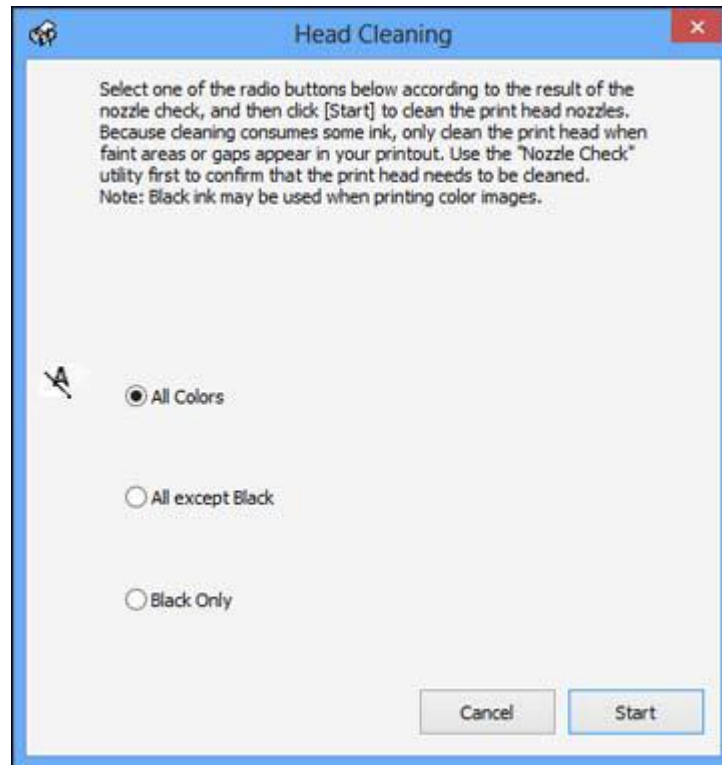 Head Cleaning
Select one of the radio buttons below according to the result of the
nozzle check, and then click [Start] to clean the print head nozzles.
Because cleaning consumes some ink, only clean the print head when
faint areas or gaps appear in your printout. Use the "Nozzle Check"
utility first to confirm that the print head needs to be cleaned.
Note: Black ink may be used when printing color images.
A
All Colors
All except Black
Black Only
Cancel
Start